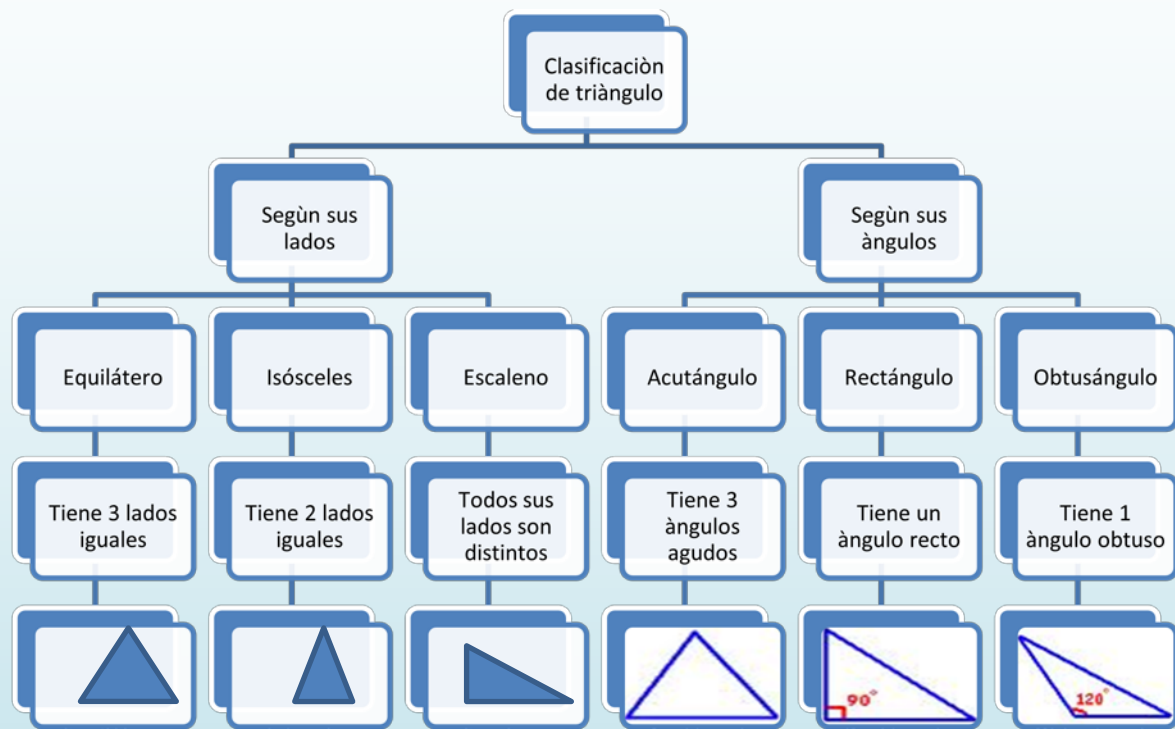 Clasificaciòn
de triàngulo
Segùn sus
lados
Segùn sus
àngulos
Equilátero
Isósceles
Escaleno
Acutángulo
Rectángulo
Obtusángulo
Tiene 3 lados
iguales
Tiene 2 lados
iguales
Todos sus
lados son
distintos
Tiene 3
àngulos
agudos
Tiene un
àngulo recto
Tiene 1
àngulo obtuso
90°
120°